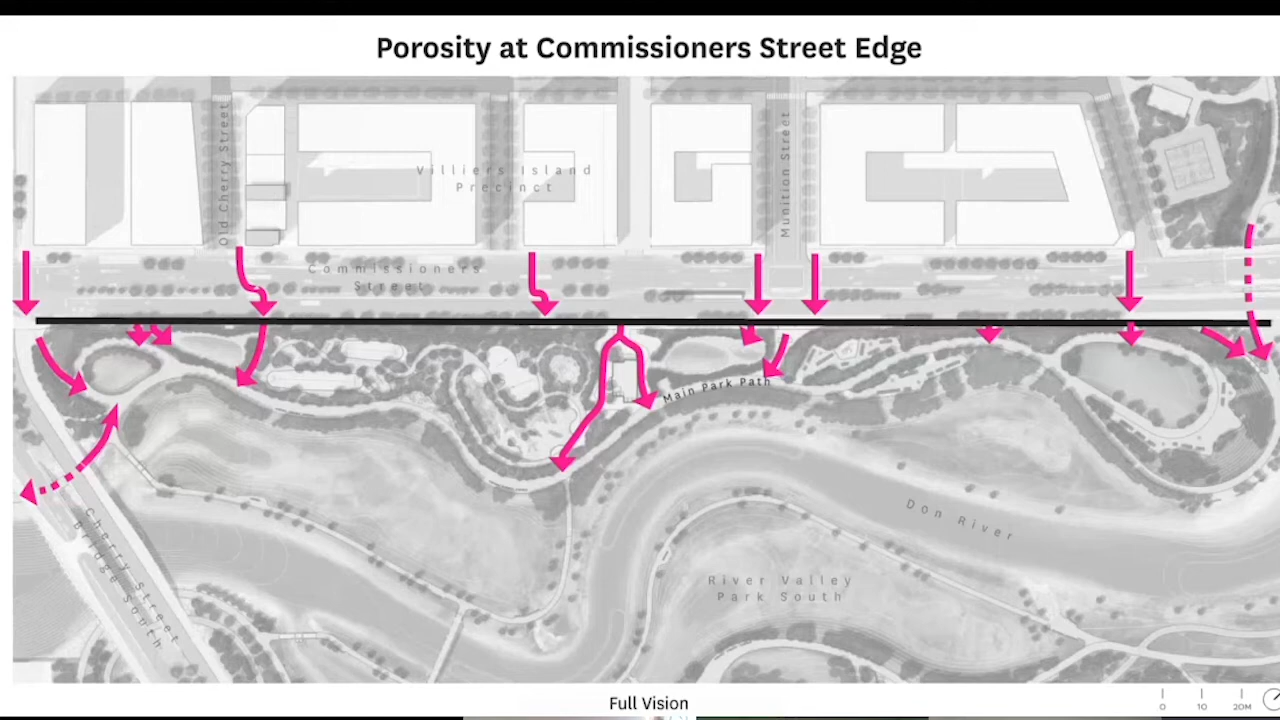 Porosity at Commissioners Street Edge
Old Cherry Street
Villiers Island
Precinct
Munition Street
Commissioners
Street
Main Park Path
Don River
Cherry Street
Bridge South
River Valley
Park South
Full Vision
0 10 20M